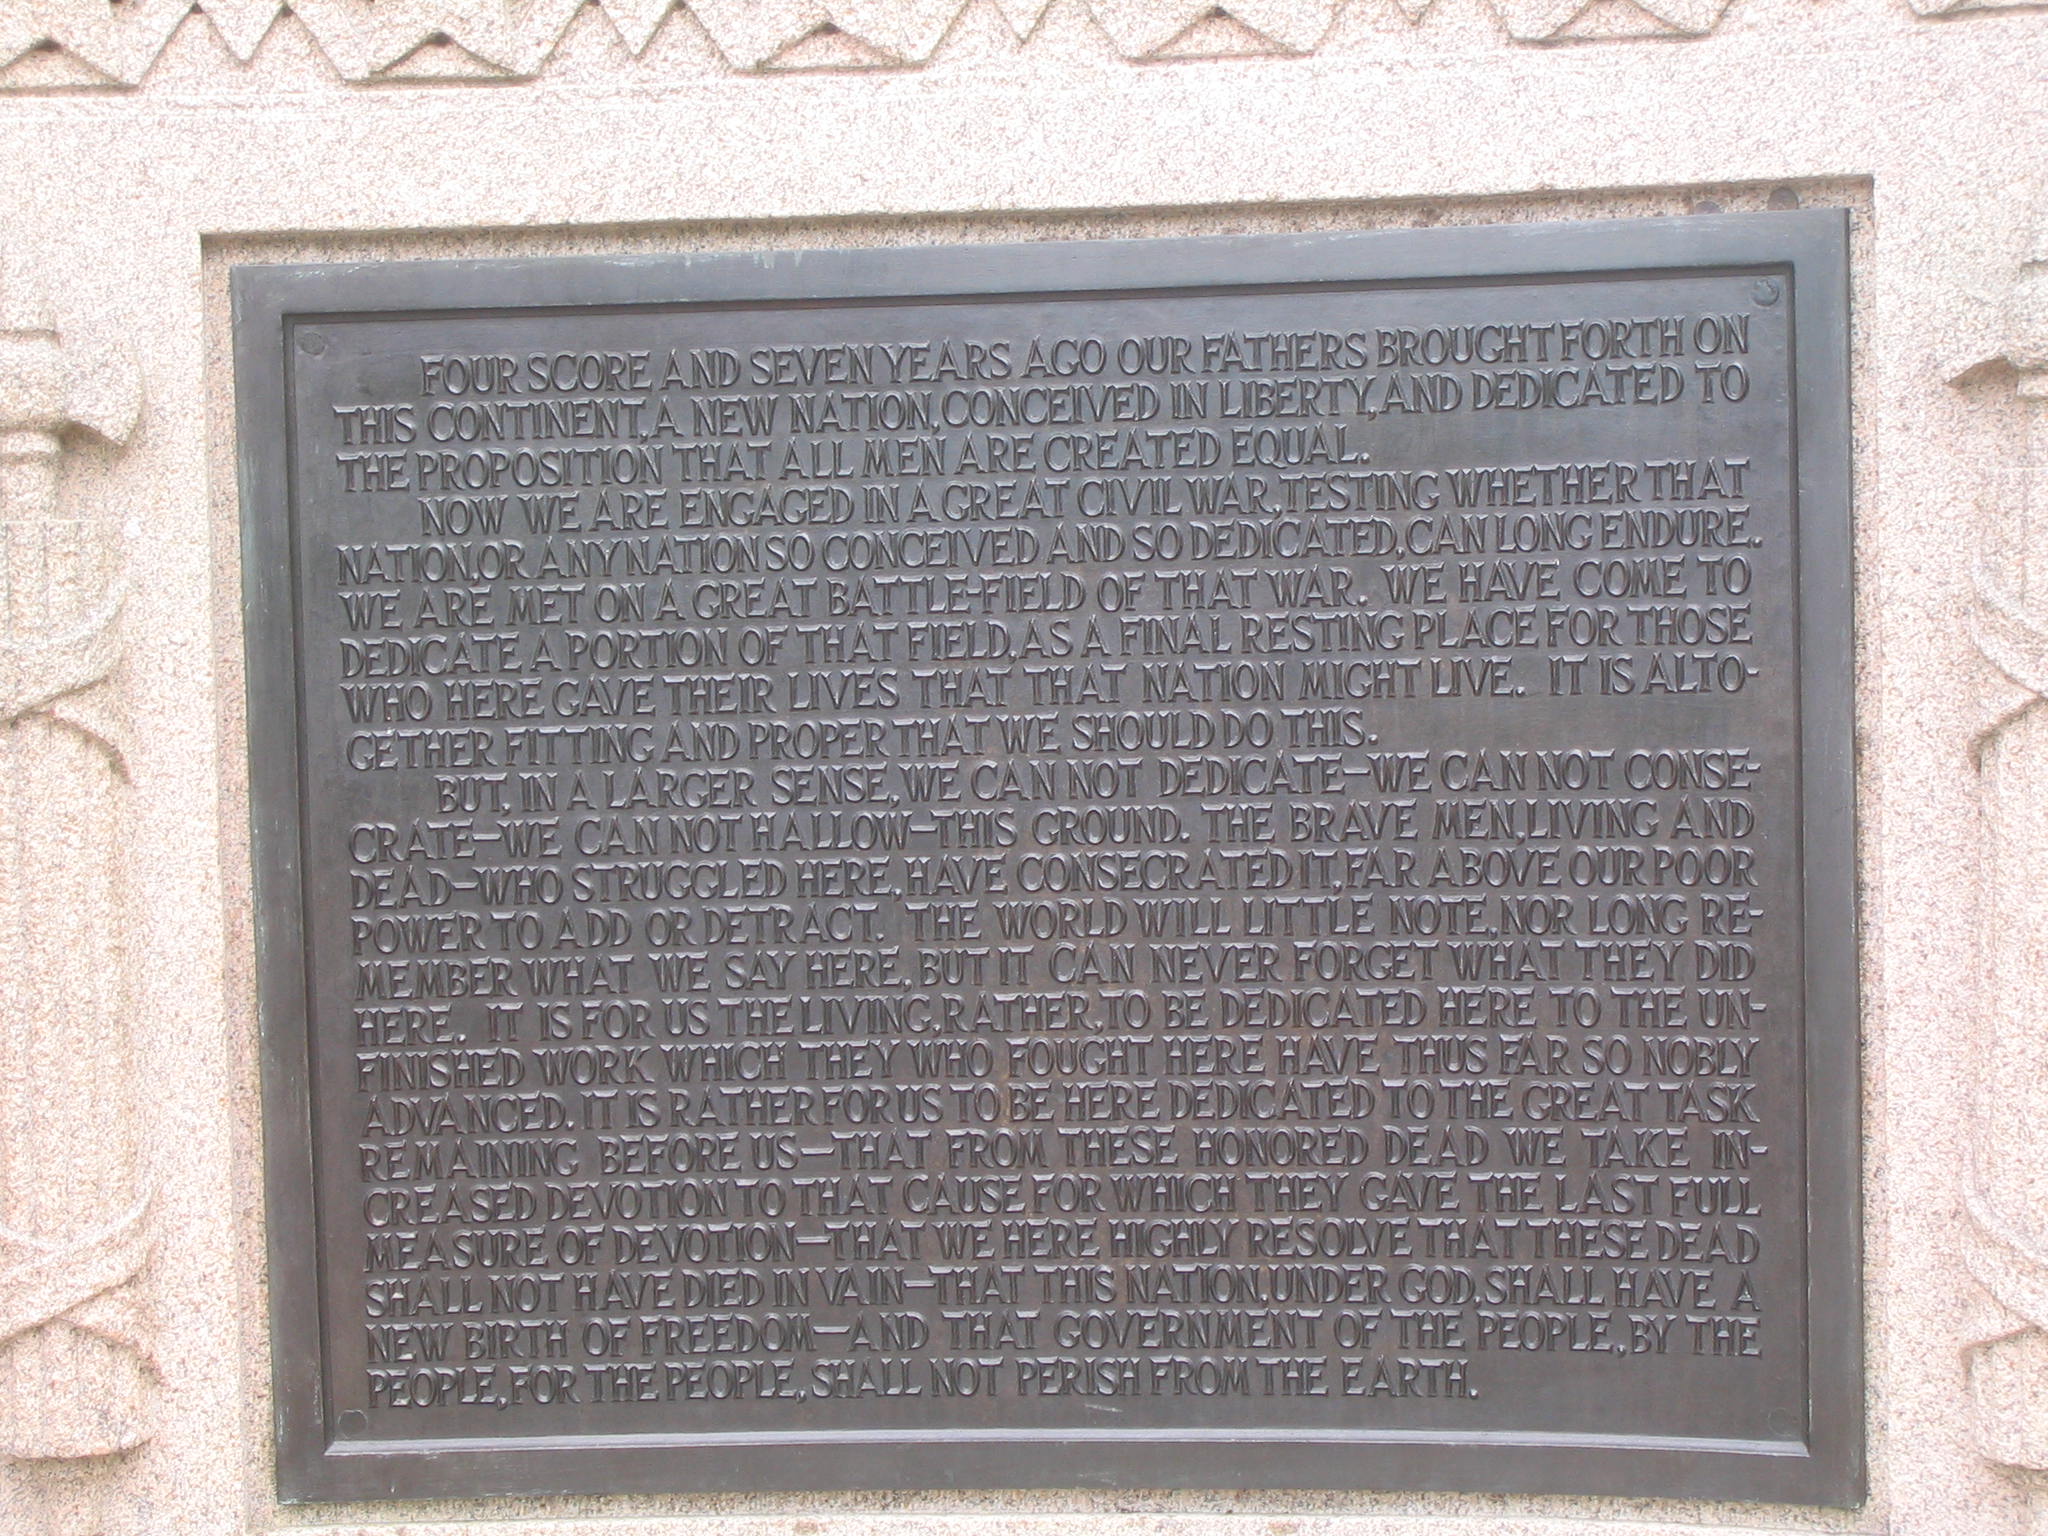 FOUR SCORE AND SEVEN YEARS AGO OUR FATHERS BROUGHT FORTH ON
THIS CONTINENT, A NEW NATION, CONCEIVED IN LIBERTY, AND DEDICATED TO
THE PROPOSITION THAT ALL MEN ARE CREATED EQUAL.
NOW WE ARE ENGAGED IN A GREAT CIVIL WAR, TESTING WHETHER THAT
NATION, OR ANY NATION SO CONCEIVED AND SO DEDICATED, CAN LONG ENDURE.
WE ARE MET ON A GREAT BATTLE-FIELD OF THAT WAR. WE HAVE COME TO
DEDICATE A PORTION OF THAT FIELD, AS A FINAL RESTING PLACE FOR THOSE
WHO HERE GAVE THEIR LIVES THAT THAT NATION MIGHT LIVE. IT IS ALTO-
GETHER FITTING AND PROPER THAT WE SHOULD DO THIS.
BUT, IN A LARGER SENSE, WE CAN NOT DEDICATE—WE CAN NOT CONSE-
CRATE—WE CAN NOT HALLOW—THIS GROUND. THE BRAVE MEN, LIVING AND
DEAD—WHO STRUGGLED HERE, HAVE CONSECRATED IT, FAR ABOVE OUR POOR
POWER TO ADD OR DETRACT. THE WORLD WILL LITTLE NOTE, NOR LONG RE-
MEMBER WHAT WE SAY HERE, BUT IT CAN NEVER FORGET WHAT THEY DID
HERE. IT IS FOR US THE LIVING, RATHER, TO BE DEDICATED HERE TO THE UN-
FINISHED WORK WHICH THEY WHO FOUGHT HERE HAVE THUS FAR SO NOBLY
ADVANCED. IT IS RATHER FOR US TO BE HERE DEDICATED TO THE GREAT TASK
REMAINING BEFORE US—THAT FROM THESE HONORED DEAD WE TAKE IN-
CREASED DEVOTION TO THAT CAUSE FOR WHICH THEY GAVE THE LAST FULL
MEASURE OF DEVOTION—THAT WE HERE HIGHLY RESOLVE THAT THESE DEAD
SHALL NOT HAVE DIED IN VAIN—THAT THIS NATION, UNDER GOD, SHALL HAVE A
NEW BIRTH OF FREEDOM—AND THAT GOVERNMENT OF THE PEOPLE, BY THE
PEOPLE, FOR THE PEOPLE, SHALL NOT PERISH FROM THE EARTH.